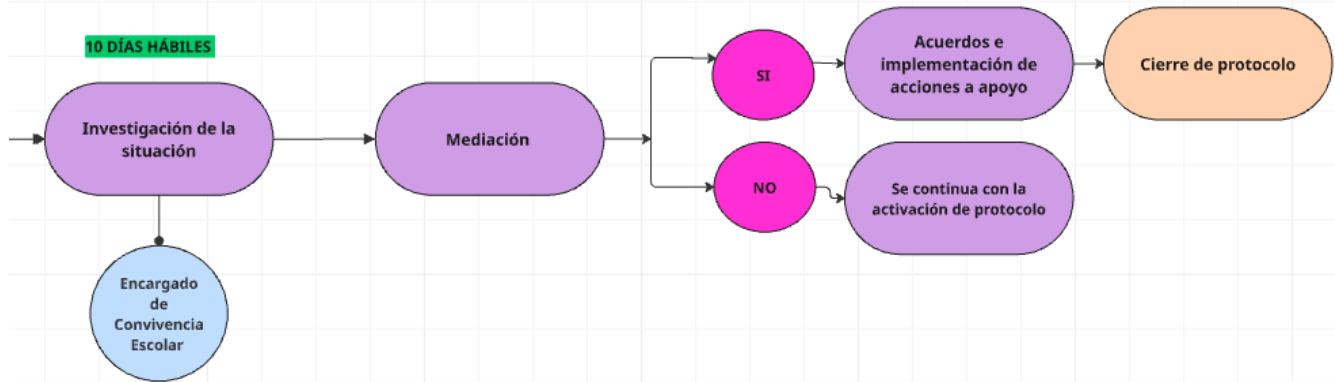 10 DÍAS HÁBILES
Investigación de la
situación
Encargado
de
Convivencia
Escolar
Mediación
SI
Acuerdos e
implementación de
acciones a apoyo
Cierre de protocolo
NO
Se continua con la
activación de protocolo